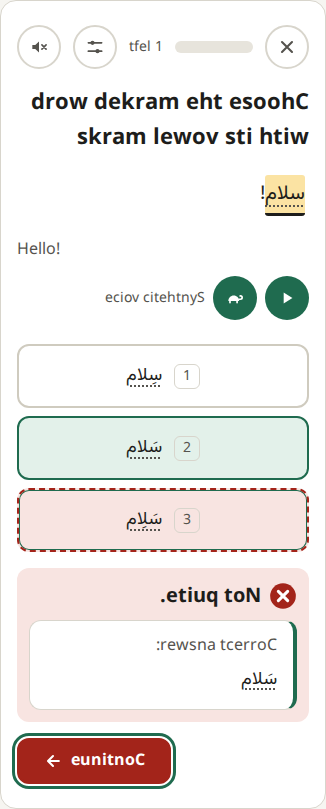 tfel 1
drow dekram eht esoohC
skram lewov sti htiw
سلام!
Hello!
eciov citehtnyS
1 سِلام
2 سَلام
3 سَلِام
.etiuq toN
:rewsna tcerroC
سَلام
eunitnoC